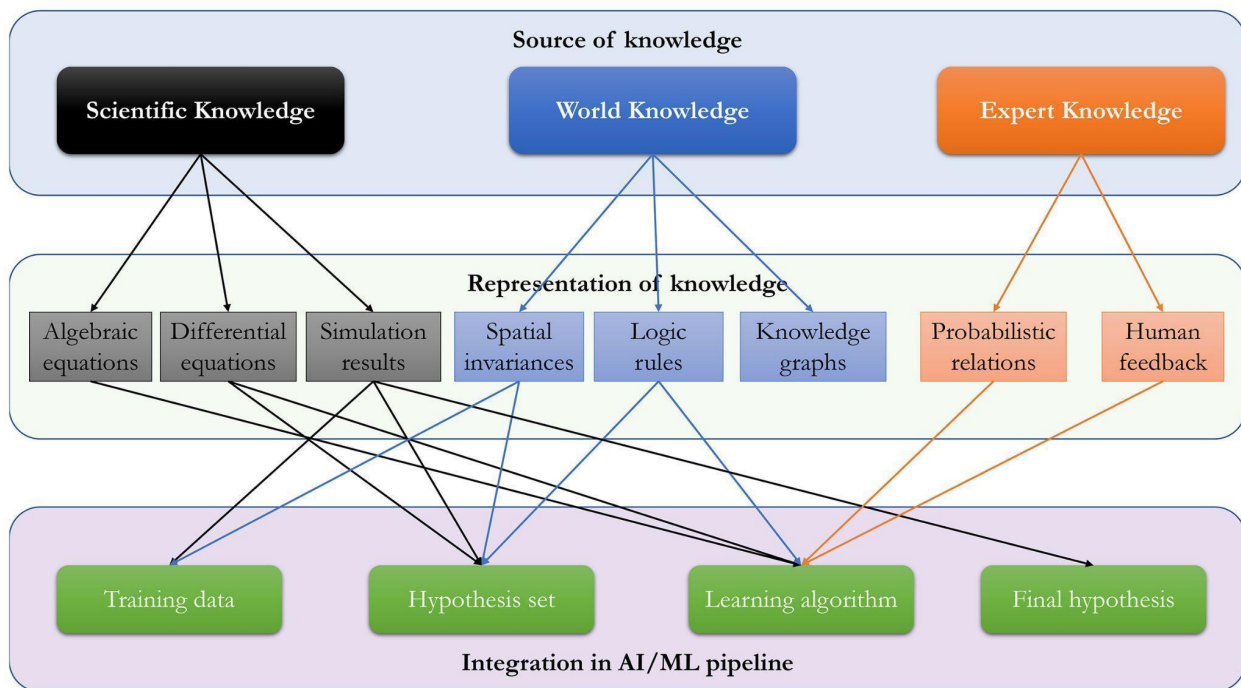 Source of knowledge
Scientific Knowledge
World Knowledge
Expert Knowledge
Representation of knowledge
Algebraic
equations
Differential
equations
Simulation
results
Spatial
invariances
Logic
rules
Knowledge
graphs
Probabilistic
relations
Human
feedback
Training data
Hypothesis set
Learning algorithm
Final hypothesis
Integration in AI/ML pipeline